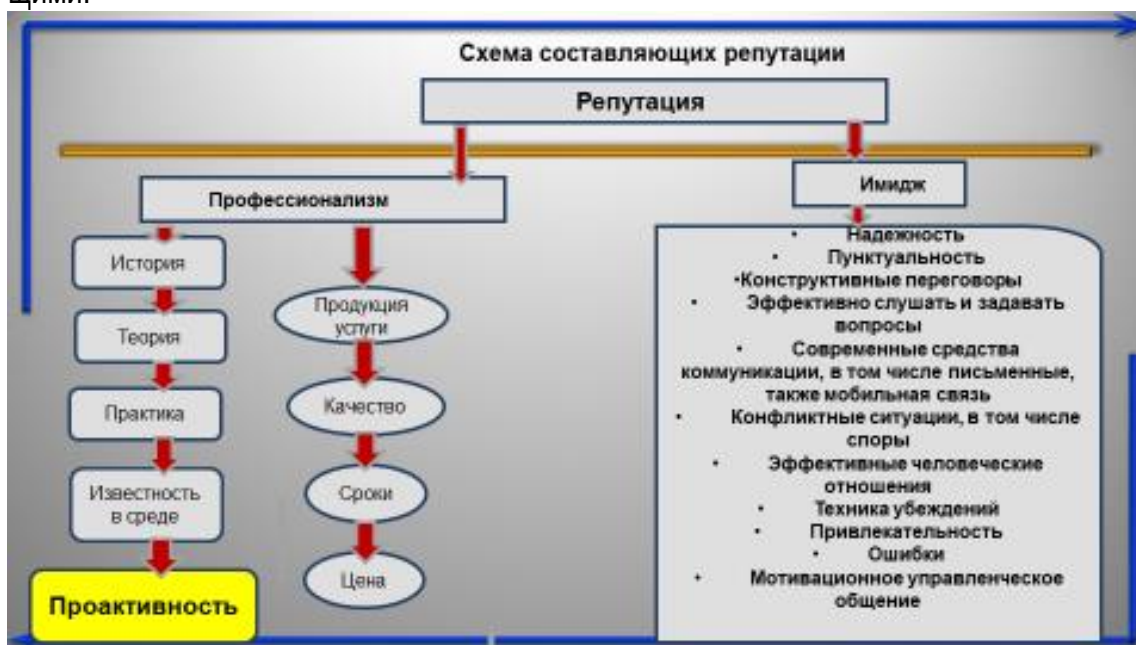 щими.
Схема составляющих репутации
Репутация
Профессионализм
История
Теория
Практика
Известность
в среде
Проактивность
Продукция
услуги
Качество
Сроки
Цена
Имидж
• Надежность
• Пунктуальность
•Конструктивные переговоры
• Эффективно слушать и задавать
вопросы
• Современные средства
коммуникации, в том числе письменные,
также мобильная связь
• Конфликтные ситуации, в том числе
споры
• Эффективные человеческие
отношения
• Техника убеждений
• Привлекательность
• Ошибки
• Мотивационное управленческое
общение